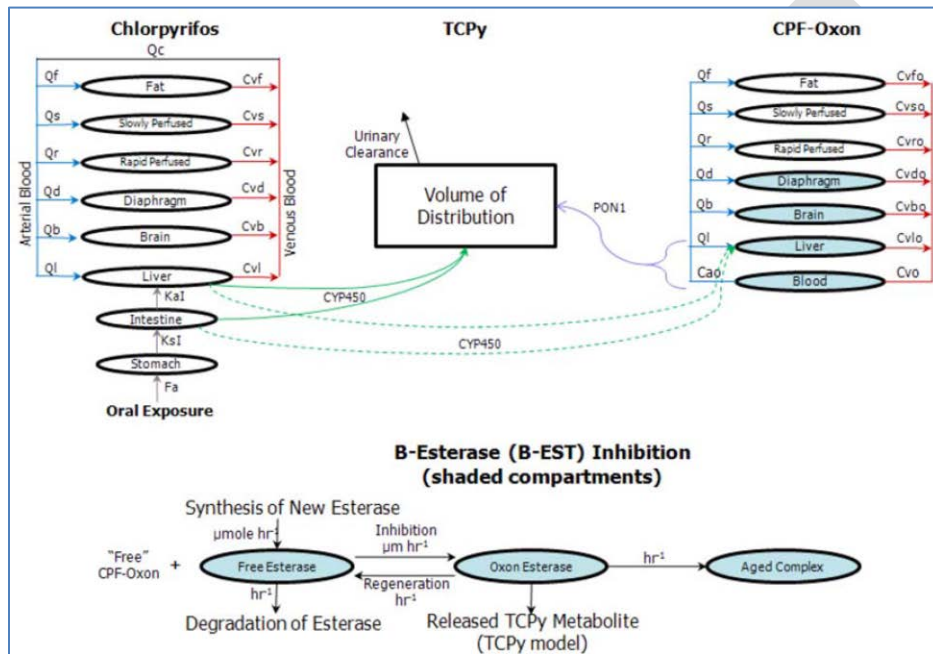 Chlorpyrifos
TCPy
CPF-Oxon
Qc
Arterial Blood
Venous Blood
Qf
Fat
Cvf
Qs
Slowly Perfused
Cvs
Qr
Rapid Perfused
Cvr
Qd
Diaphragm
Cvd
Qb
Brain
Cvb
Ql
Liver
Cvl
KaI
Intestine
KsI
Stomach
Fa
Oral Exposure
CYP450
CYP450
Urinary
Clearance
Volume of
Distribution
PON1
Qf
Fat
Cvfo
Qs
Slowly Perfused
Cvso
Qr
Rapid Perfused
Cvro
Qd
Diaphragm
Cvdo
Qb
Brain
Cvbo
Ql
Liver
Cvlo
Cao
Blood
Cvo
B-Esterase (B-EST) Inhibition
(shaded compartments)
Synthesis of New Esterase
µmole hr-1
"Free"
CPF-Oxon
+
Free Esterase
hr-1
Degradation of Esterase
Inhibition
µm hr-1
Regeneration
hr-1
Oxon Esterase
Released TCPy Metabolite
(TCPy model)
hr-1
Aged Complex